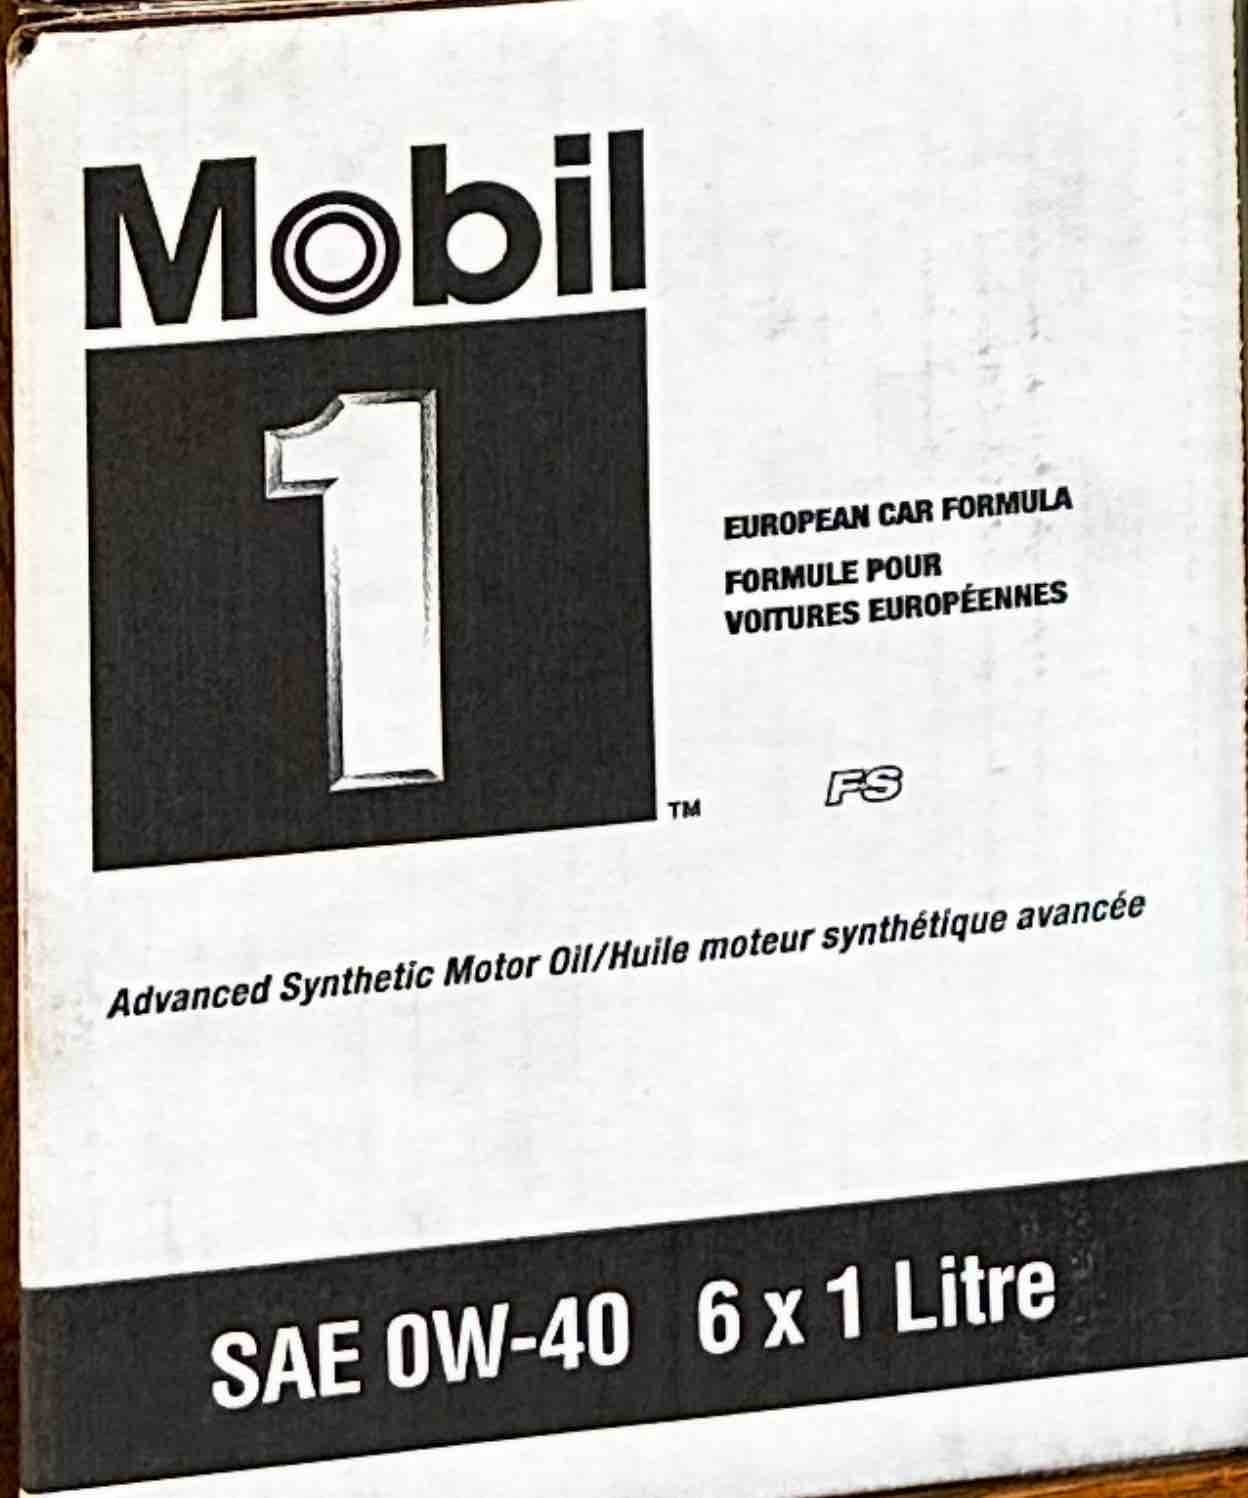 Mobil
1
TM
EUROPEAN CAR FORMULA
FORMULE POUR
VOITURES EUROPÉENNES
FS
Advanced Synthetic Motor Oil/Huile moteur synthétique avancée
SAE 0W-40 6 x 1 Litre